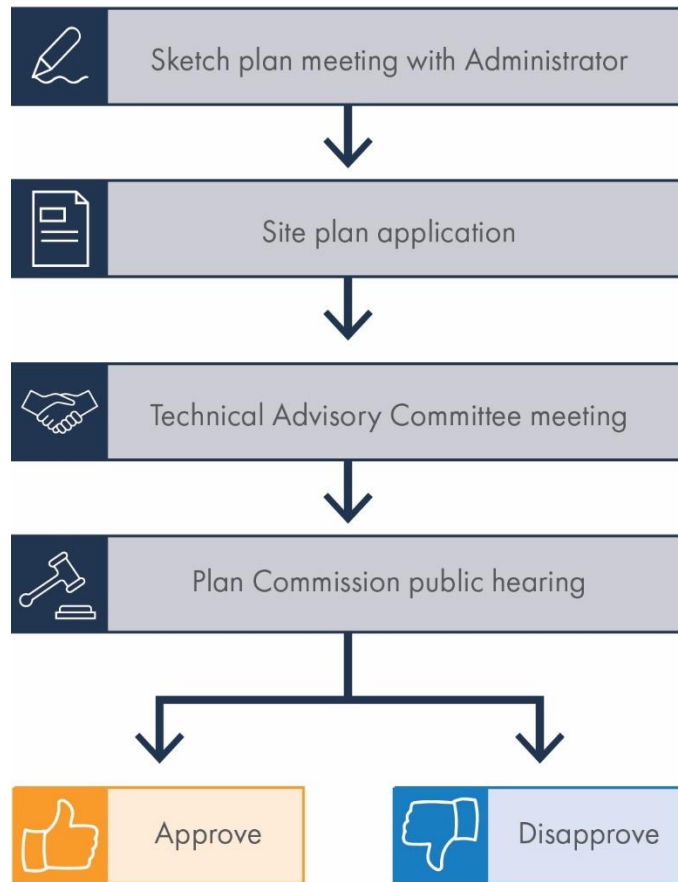 Sketch plan meeting with Administrator
Site plan application
Technical Advisory Committee meeting
Plan Commission public hearing
Approve
Disapprove